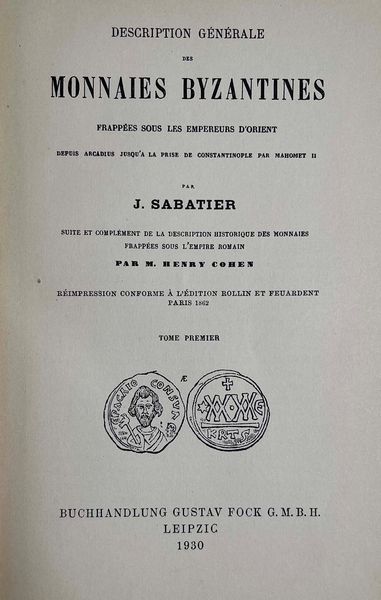 DESCRIPTION GÉNÉRALE
DES
MONNAIES BYZANTINES
FRAPPÉES SOUS LES EMPEREURS D'ORIENT
DEPUIS ARCADIUS JUSQU'A LA PRISE DE CONSTANTINOPLE PAR MAHOMET II
PAR
J. SABATIER
SUITE ET COMPLÉMENT DE LA DESCRIPTION HISTORIQUE DES MONNAIES
FRAPPÉES SOUS L'EMPIRE ROMAIN
PAR M. HENRY COHEN
RÉIMPRESSION CONFORME À L'ÉDITION ROLLIN ET FEUARDENT
PARIS 1862
TOME PREMIER
Æ
KRTS
BUCHHANDLUNG GUSTAV FOCK G. M. B. H.
LEIPZIG
1930